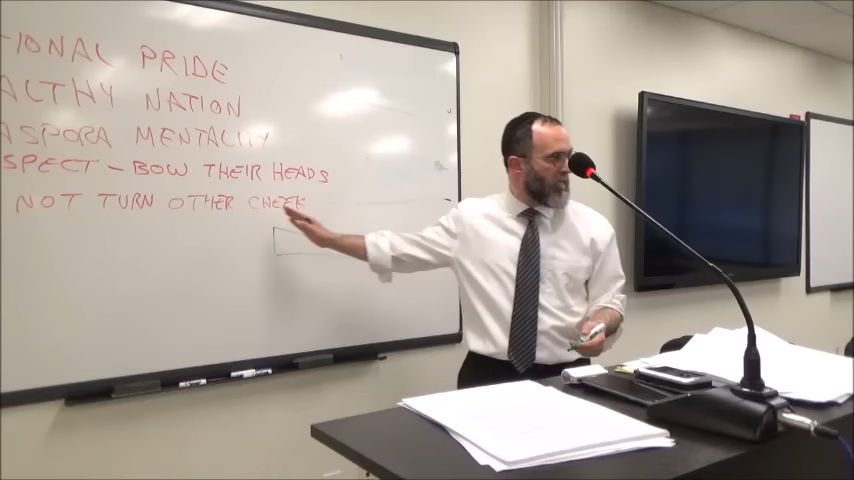 TIONAL PRIDE
ALTHY NATION
ASPORA MENTALITY
SPECT - BOW THEIR HEADS
NOT TURN OTHER CHEEK